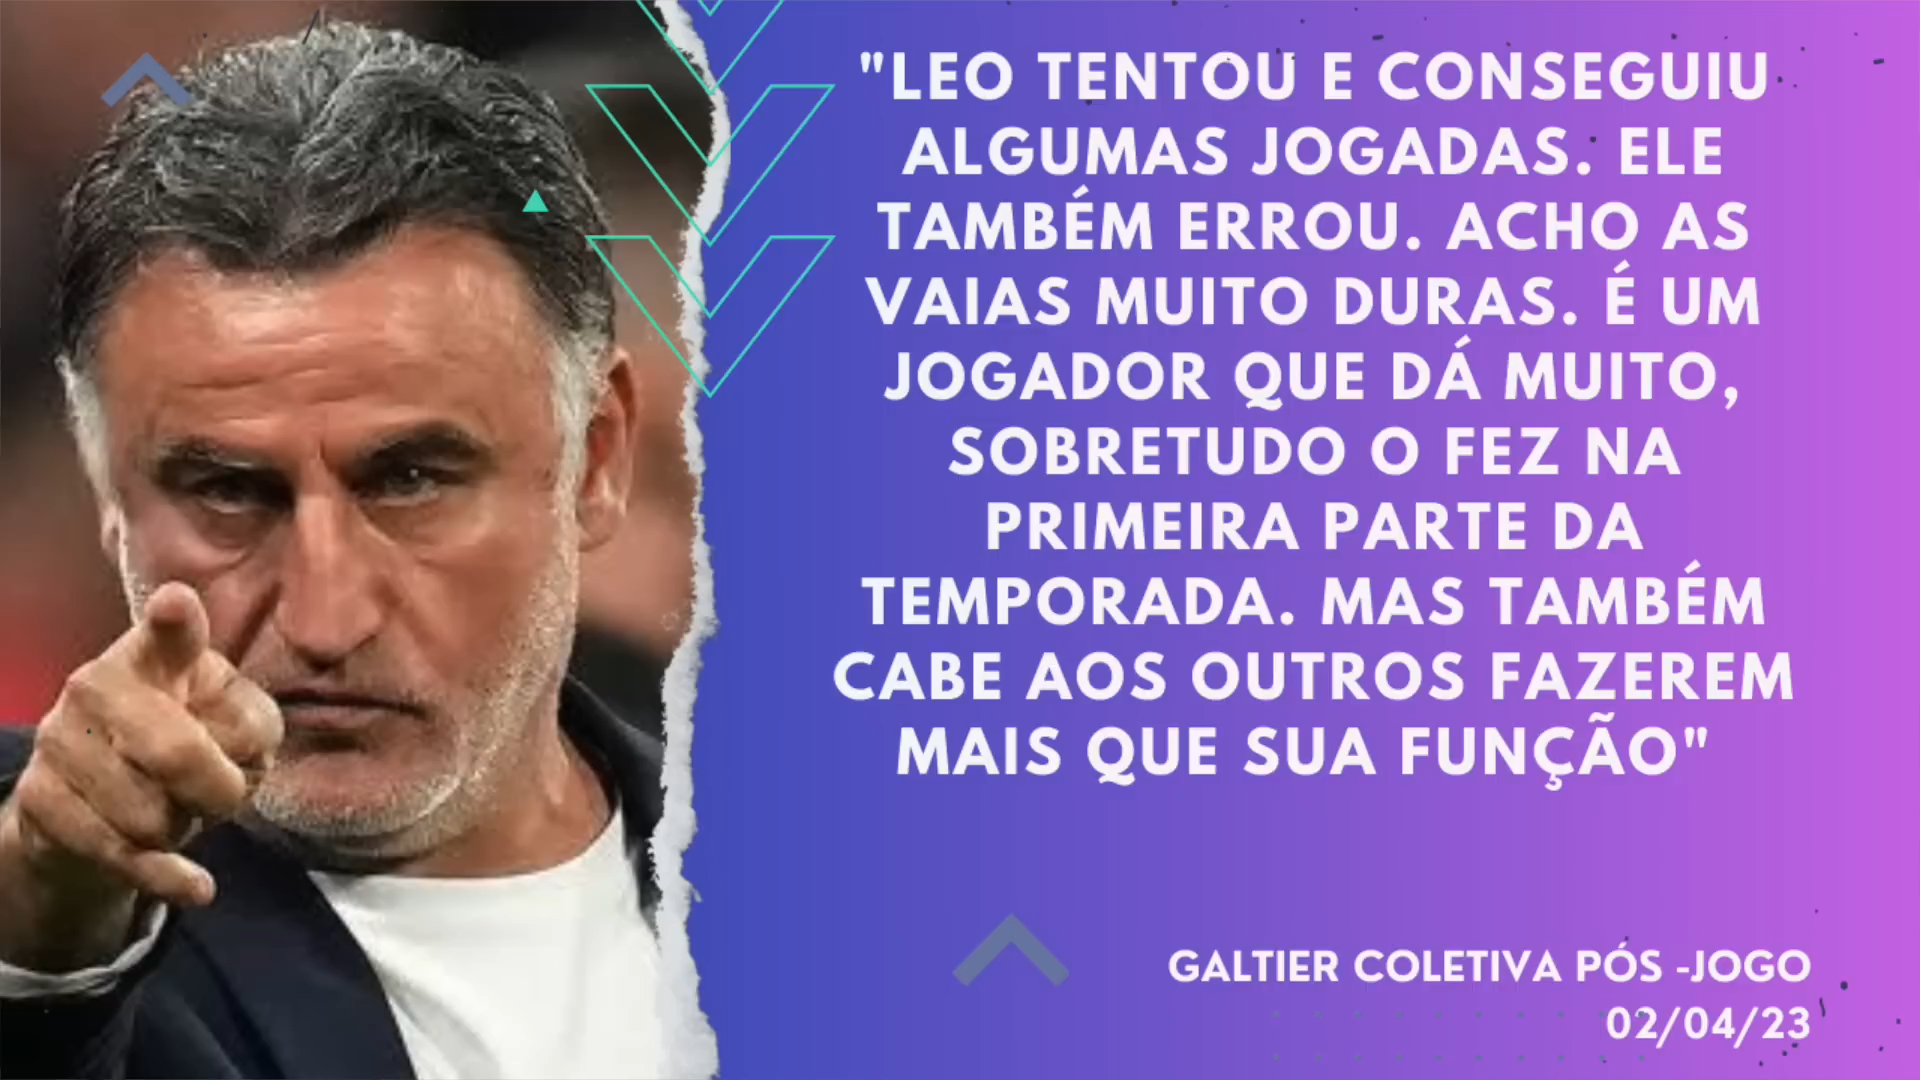 "LEO TENTOU E CONSEGUIU
ALGUMAS JOGADAS. ELE
TAMBÉM ERROU. ACHO AS
VAIAS MUITO DURAS. É UM
JOGADOR QUE DÁ MUITO,
SOBRETUDO O FEZ NA
PRIMEIRA PARTE DA
TEMPORADA. MAS TAMBÉM
CABE AOS OUTROS FAZEREM
MAIS QUE SUA FUNÇÃO"
GALTIER COLETIVA PÓS -JOGO
02/04/23